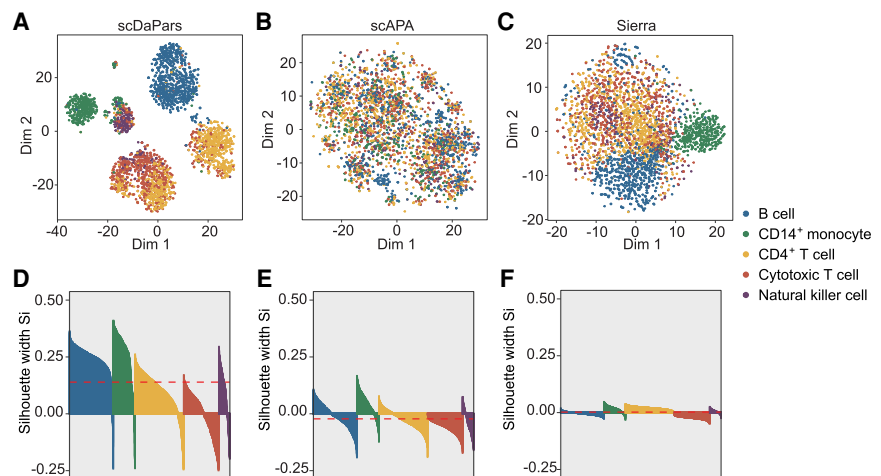 A
scDaPars
20
0
-20
Dim 2
-40
-20
0
20
Dim 1
B
scAPA
20
10
0
-10
-20
Dim 2
-20
0
20
Dim 1
C
Sierra
20
10
0
-10
-20
Dim 2
-20
-10
0
10
20
Dim 1
B cell
CD14+ monocyte
CD4+ T cell
Cytotoxic T cell
Natural killer cell
D
0.50
0.25
0.00
-0.25
Silhouette width Si
E
0.50
0.25
0.00
-0.25
Silhouette width Si
F
0.50
0.25
0.00
-0.25
Silhouette width Si